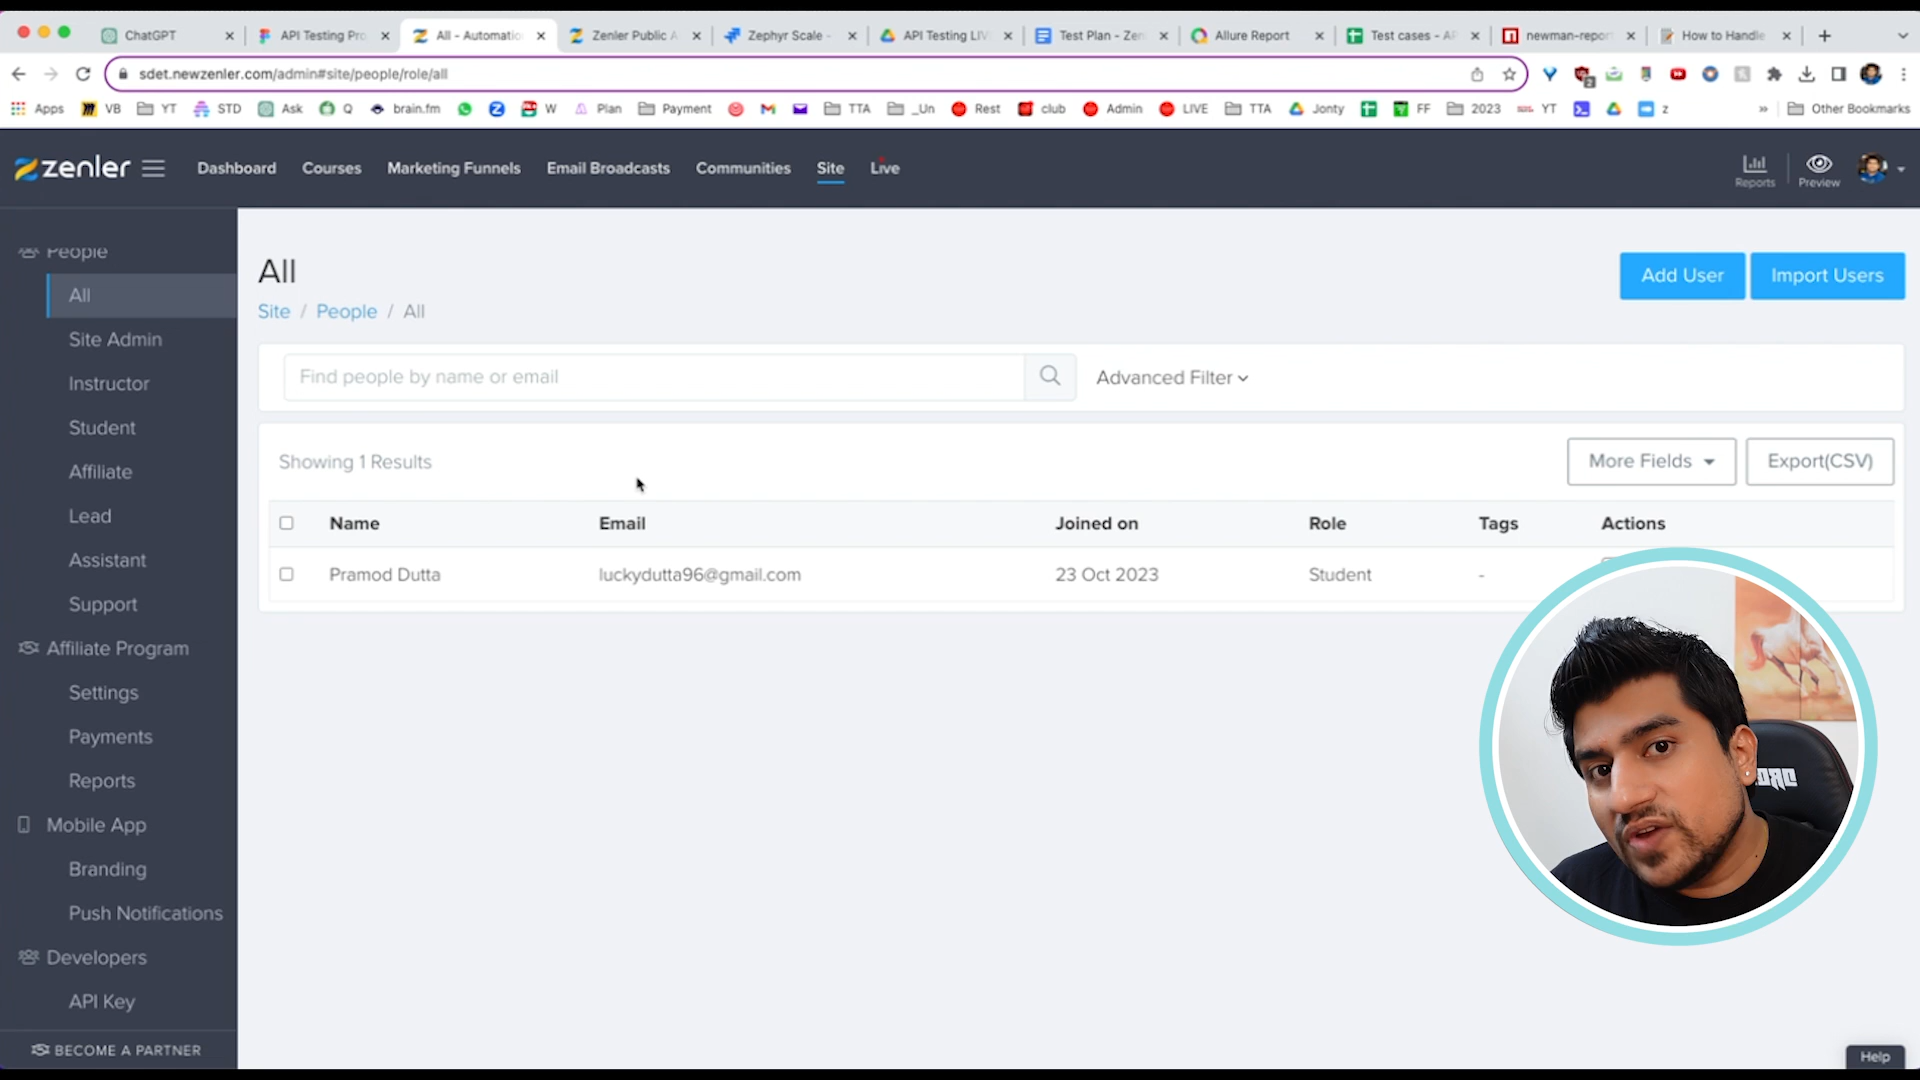 ChatGPT
API Testing Pro
All - Automatio
Zenler Public A
Zephyr Scale -
API Testing LIV
Test Plan - Zen
Allure Report
Test cases - AP
newman-repor
How to Handle
sdet.newzenler.com/admin#site/people/role/all
Apps
VB
YT
STD
Ask
Q
brain.fm
W
Plan
Payment
TTA
_Un
Rest
club
Admin
LIVE
TTA
Jonty
FF
2023
YT
z
»
Other Bookmarks
zenler
Dashboard
Courses
Marketing Funnels
Email Broadcasts
Communities
Site
Live
Reports
Preview
People
All
Site Admin
Instructor
Student
Affiliate
Lead
Assistant
Support
Affiliate Program
Settings
Payments
Reports
Mobile App
Branding
Push Notifications
Developers
API Key
BECOME A PARTNER
All
Site / People / All
Add User
Import Users
Find people by name or email
Advanced Filter
Showing 1 Results
More Fields
Export(CSV)
Name Email Joined on Role Tags Actions
Pramod Dutta luckydutta96@gmail.com 23 Oct 2023 Student -
Help